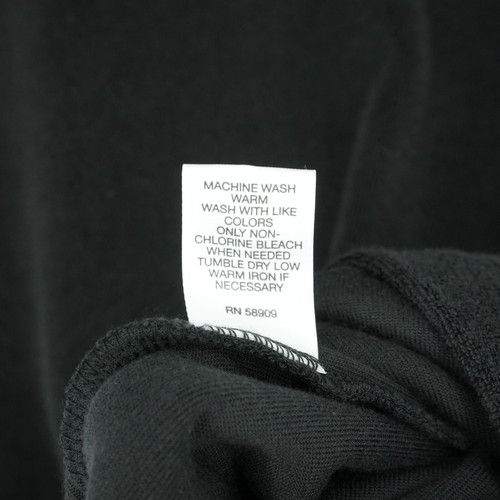 MACHINE WASH
WARM
WASH WITH LIKE
COLORS
ONLY NON-
CHLORINE BLEACH
WHEN NEEDED
TUMBLE DRY LOW
WARM IRON IF
NECESSARY
RN 58909